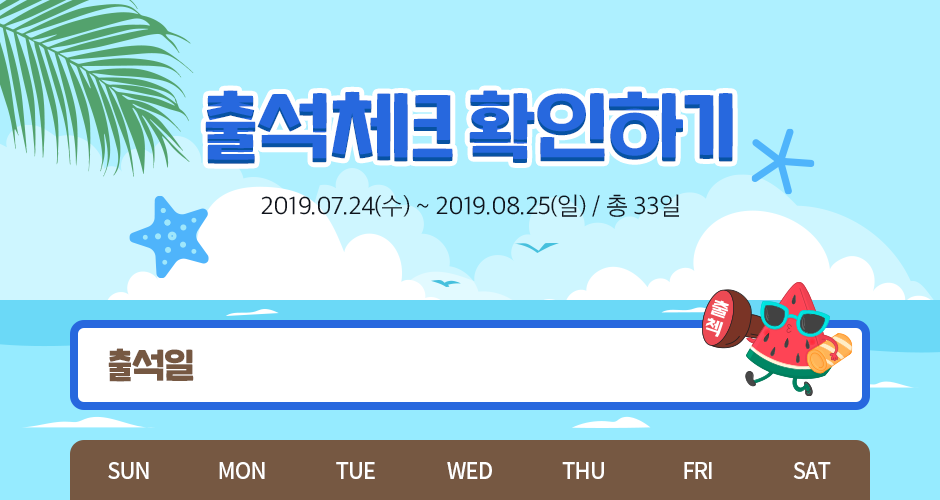 출석체크 확인하기
2019.07.24(수) ~ 2019.08.25(일) / 총 33일
출첵
출석일
SUN MON TUE WED THU FRI SAT